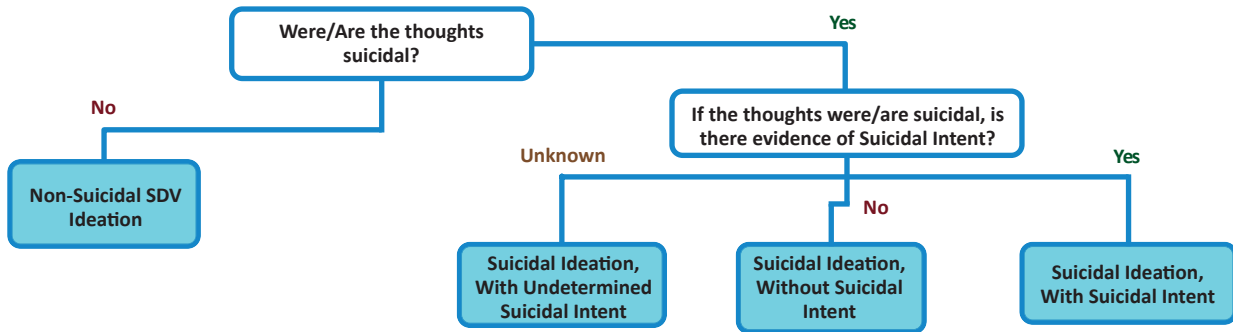 Were/Are the thoughts
suicidal?
Yes
No
If the thoughts were/are suicidal, is
there evidence of Suicidal Intent?
Unknown
Yes
No
Non-Suicidal SDV
Ideation
Suicidal Ideation,
With Undetermined
Suicidal Intent
Suicidal Ideation,
Without Suicidal
Intent
Suicidal Ideation,
With Suicidal Intent